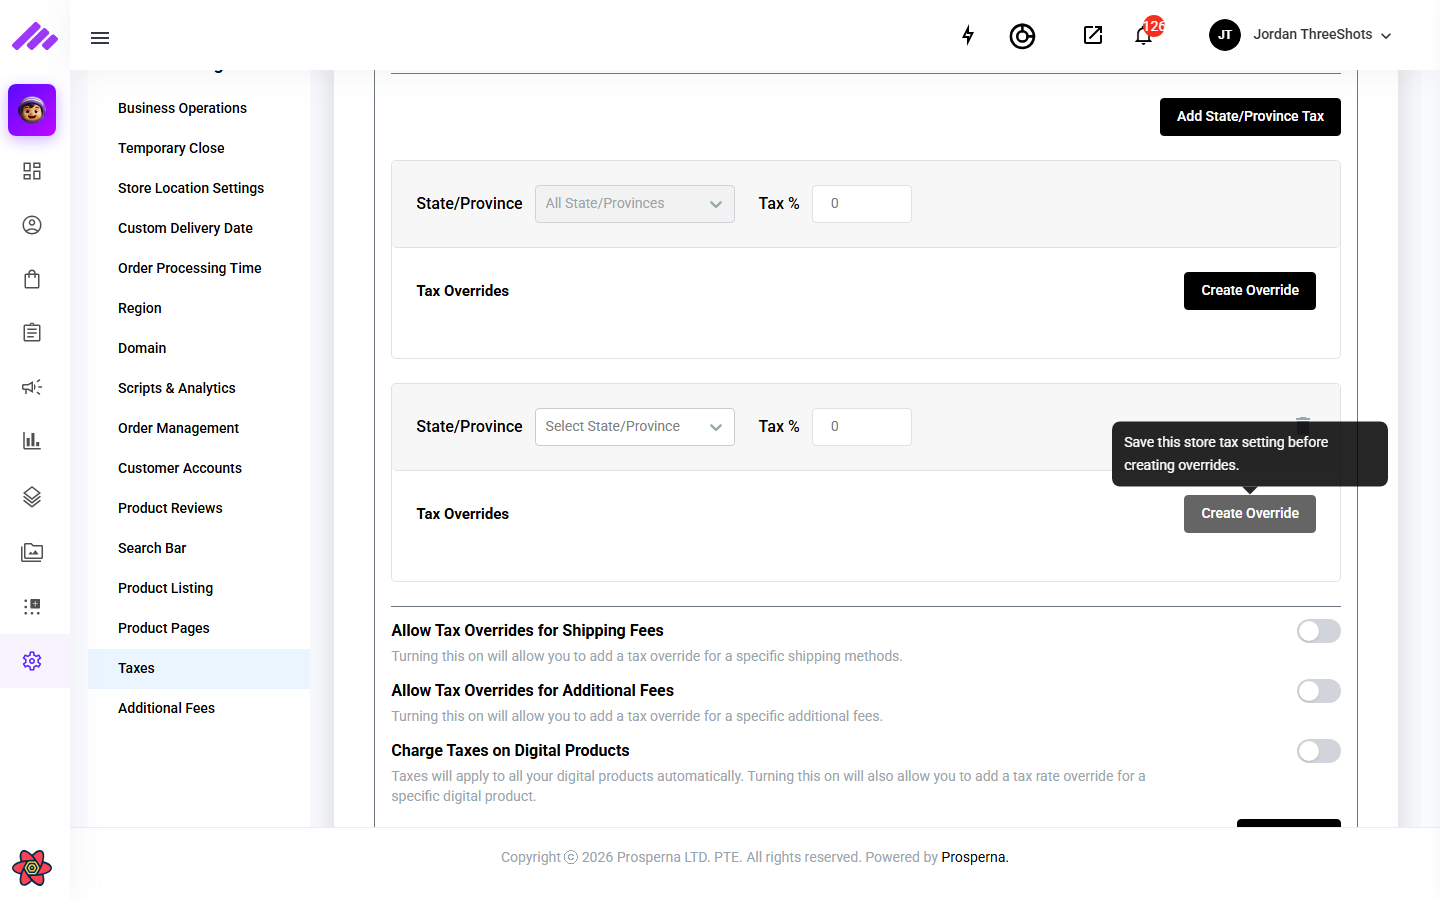 126
JT
Jordan ThreeShots
Business Operations
Temporary Close
Store Location Settings
Custom Delivery Date
Order Processing Time
Region
Domain
Scripts & Analytics
Order Management
Customer Accounts
Product Reviews
Search Bar
Product Listing
Product Pages
Taxes
Additional Fees
Add State/Province Tax
State/Province
All State/Provinces
Tax %
0
Tax Overrides
Create Override
State/Province
Select State/Province
Tax %
0
Save this store tax setting before
creating overrides.
Tax Overrides
Create Override
Allow Tax Overrides for Shipping Fees
Turning this on will allow you to add a tax override for a specific shipping methods.
Allow Tax Overrides for Additional Fees
Turning this on will allow you to add a tax override for a specific additional fees.
Charge Taxes on Digital Products
Taxes will apply to all your digital products automatically. Turning this on will also allow you to add a tax rate override for a
specific digital product.
Copyright © 2026 Prosperna LTD. PTE. All rights reserved. Powered by Prosperna.